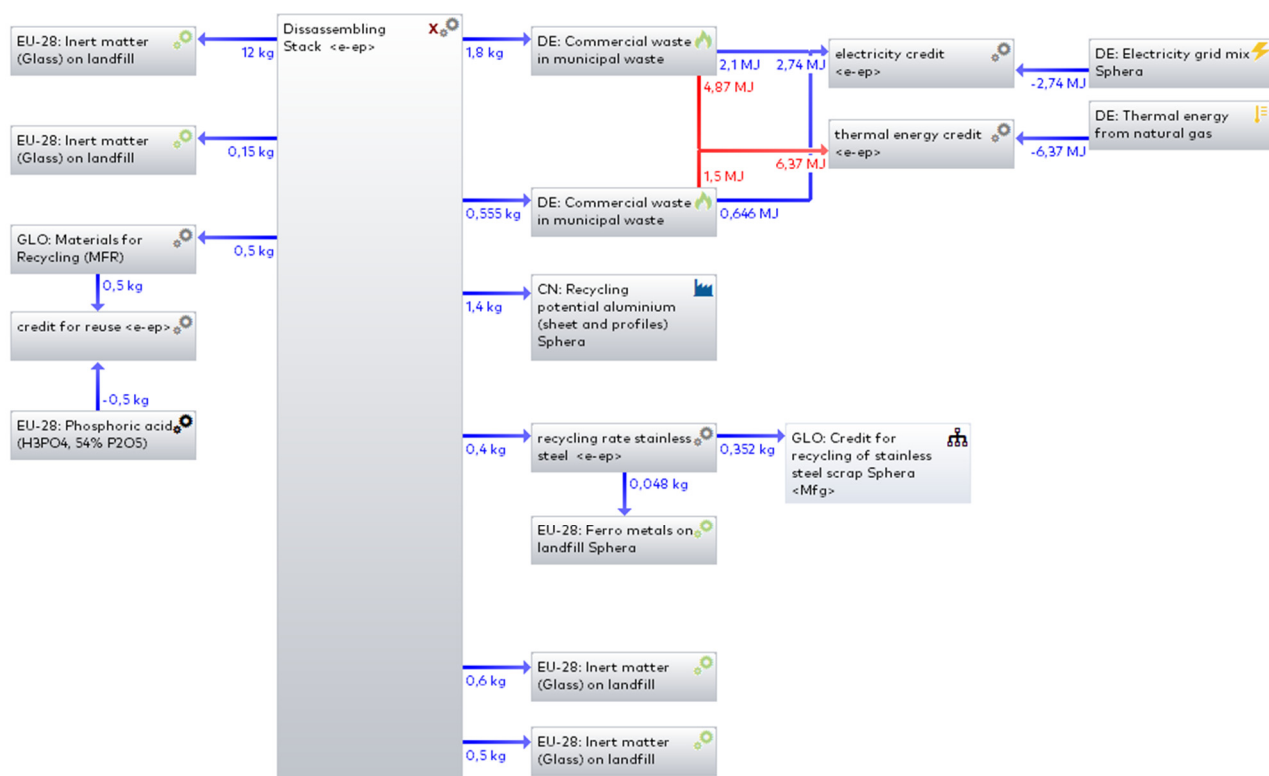 EU-28: Inert matter
(Glass) on landfill
12 kg
EU-28: Inert matter
(Glass) on landfill
0,15 kg
GLO: Materials for
Recycling (MFR)
0,5 kg
0,5 kg
credit for reuse <e-ep>
-0,5 kg
EU-28: Phosphoric acid
(H3PO4, 54% P2O5)
Dissassembling
Stack <e-ep>
X
1,8 kg
DE: Commercial waste
in municipal waste
2,1 MJ
2,74 MJ
4,87 MJ
electricity credit
<e-ep>
-2,74 MJ
DE: Electricity grid mix
Sphera
thermal energy credit
<e-ep>
6,37 MJ
-6,37 MJ
DE: Thermal energy
from natural gas
1,5 MJ
0,555 kg
DE: Commercial waste
in municipal waste
0,646 MJ
1,4 kg
CN: Recycling
potential aluminium
(sheet and profiles)
Sphera
0,4 kg
recycling rate stainless
steel <e-ep>
0,352 kg
GLO: Credit for
recycling of stainless
steel scrap Sphera
<Mfg>
0,048 kg
EU-28: Ferro metals on
landfill Sphera
0,6 kg
EU-28: Inert matter
(Glass) on landfill
0,5 kg
EU-28: Inert matter
(Glass) on landfill